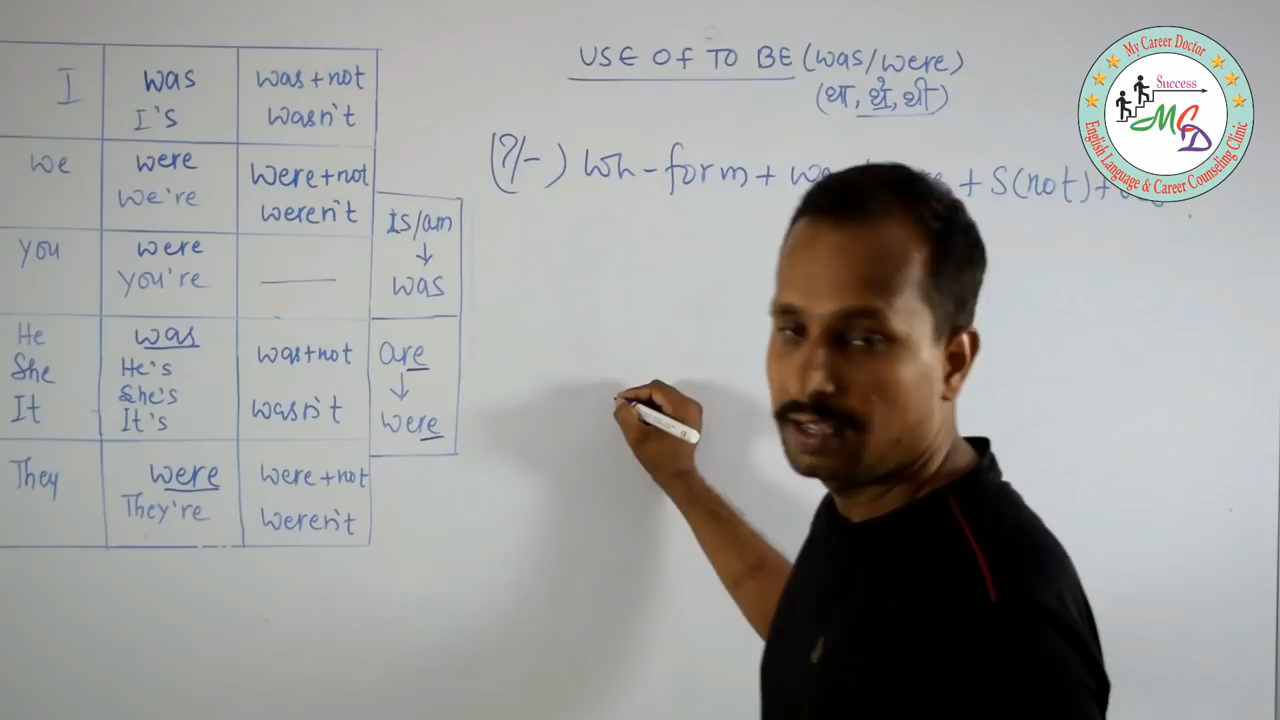 I
was
was+not
I's
wasn't
we
were
were+not
we're
weren't
you
were
you're
He
She
It
was
He's
She's
It's
was+not
wasn't
They
were
were+not
They're
weren't
is/am
↓
was
are
↓
were
USE OF TO BE (was/were)
(था, थे, थी)
(?/-) Wh-form + + S(not)+
My Career Doctor
Success
MCD
English Language & Career Counseling Clinic